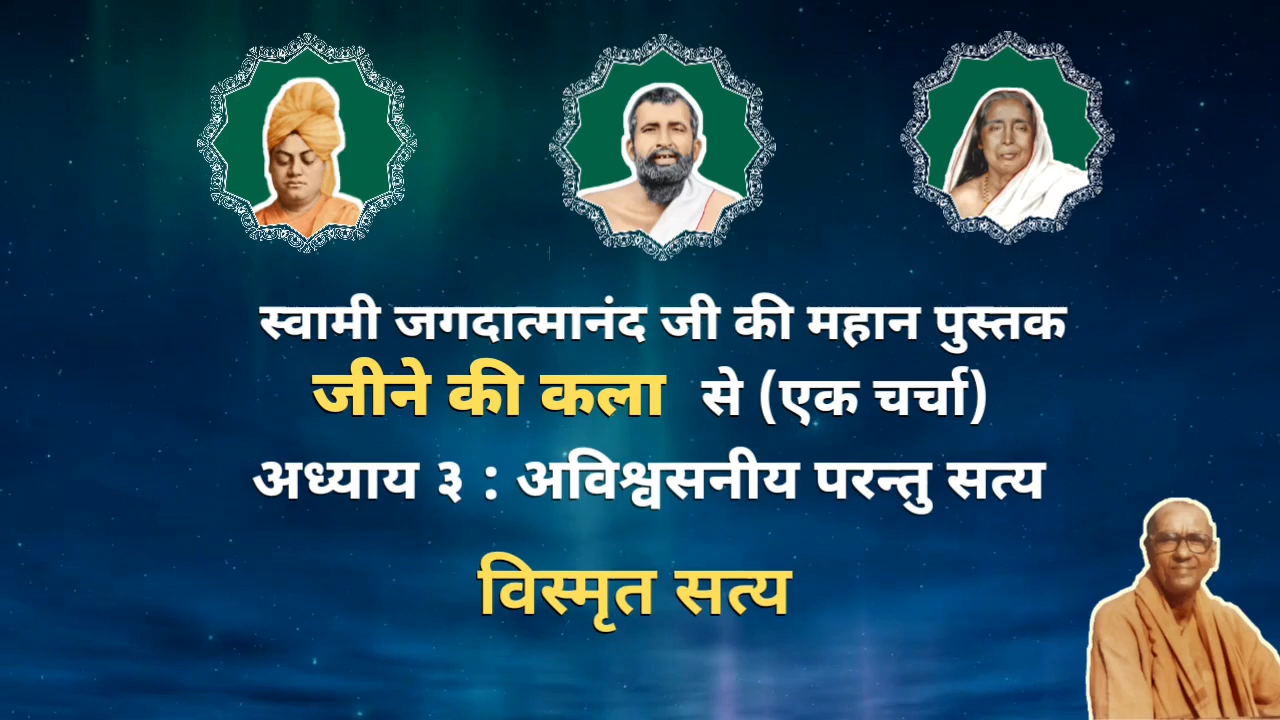 स्वामी जगदात्मानंद जी की महान पुस्तक
जीने की कला से (एक चर्चा)
अध्याय ३ : अविश्वसनीय परन्तु सत्य
विस्मृत सत्य